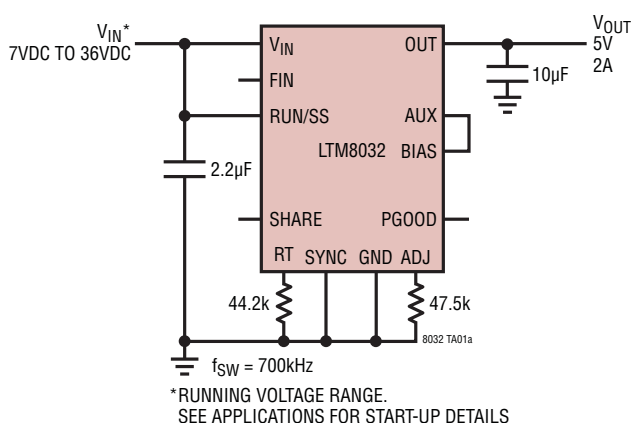 VIN*
7VDC TO 36VDC
VIN
OUT
VOUT
5V
2A
10µF
FIN
RUN/SS
AUX
LTM8032
BIAS
2.2µF
SHARE
PGOOD
RT
SYNC
GND
ADJ
44.2k
47.5k
8032 TA01a
fSW = 700kHz
*RUNNING VOLTAGE RANGE.
SEE APPLICATIONS FOR START-UP DETAILS